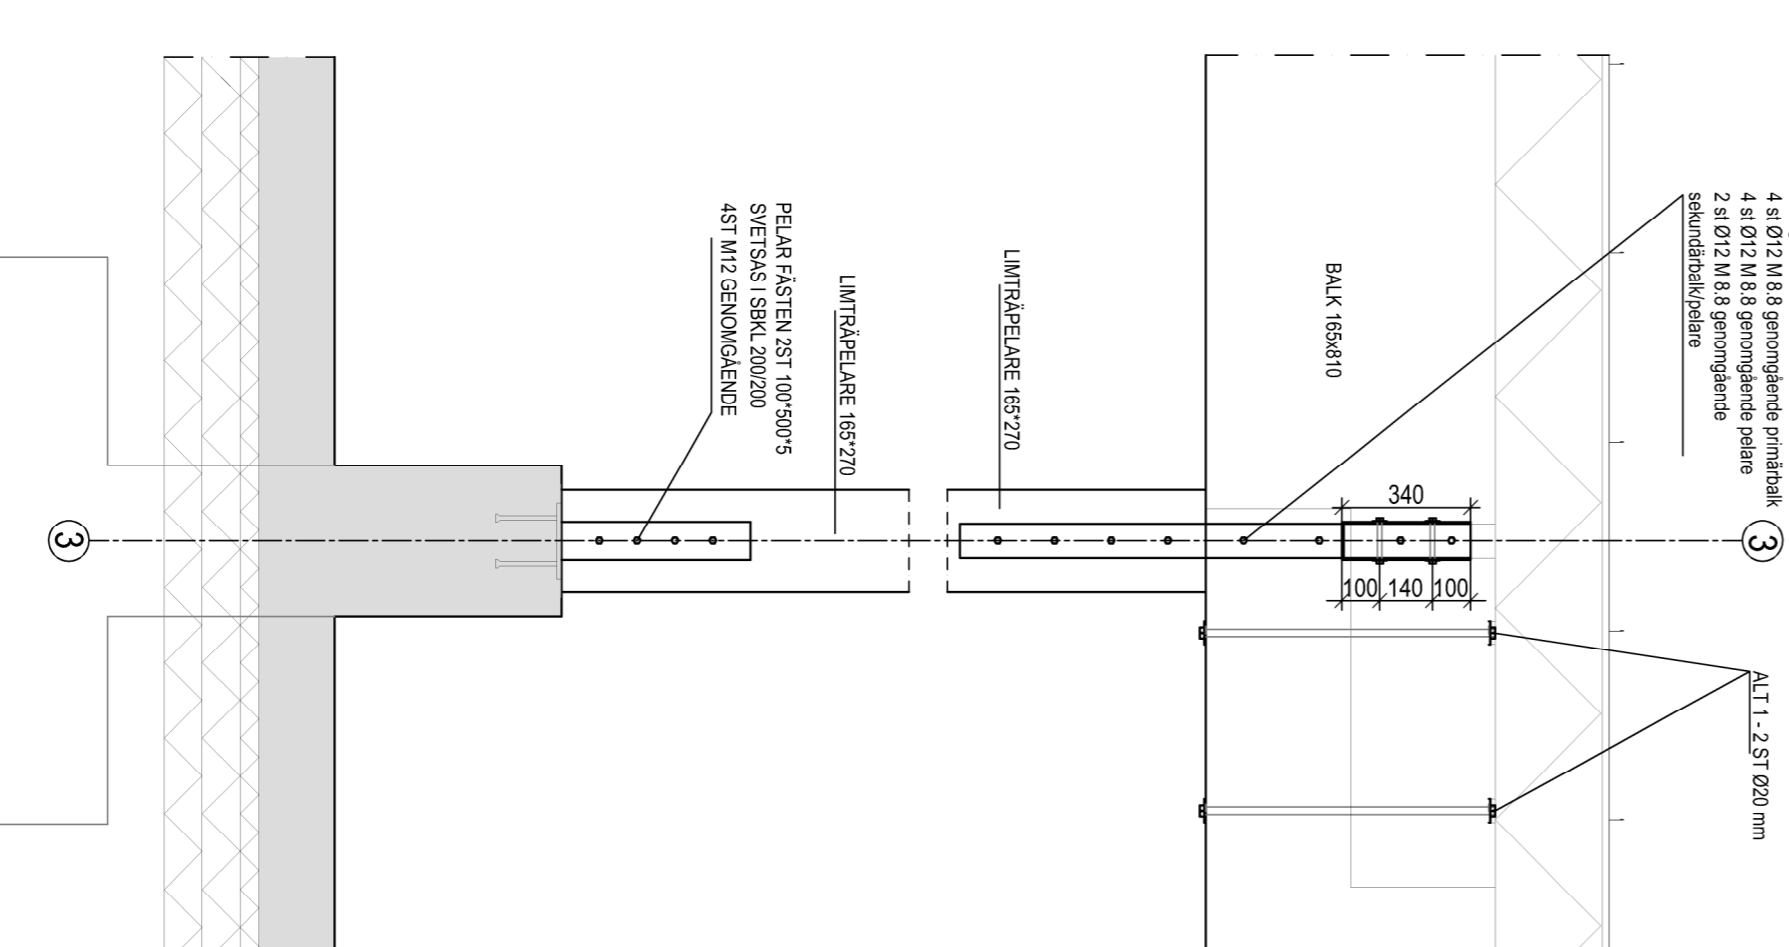 4 st Ø12 M 8.8 genomgående primärbalk
4 st Ø12 M 8.8 genomgående pelare
2 st Ø12 M 8.8 genomgående
sekundärbalk/pelare
3
ALT 1 - 2 ST Ø20 mm
BALK 165x810
340
100
140
100
LIMTRÄPELARE 165*270
LIMTRÄPELARE 165*270
PELAR FÄSTEN 2ST 100*500*5
SVETSAS I SBKL 200/200
4ST M12 GENOMGÅENDE
3